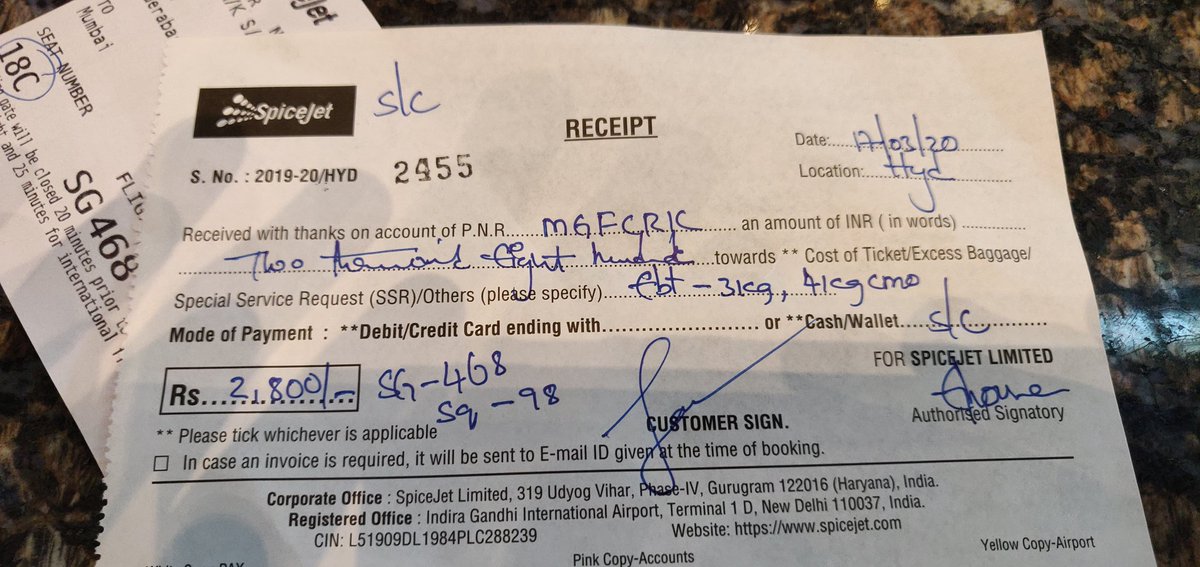 TO
Mumbai
SEAT NUMBER
18C
SG 468
SpiceJet
s/c
RECEIPT
Date: 17/03/20
S. No. : 2019-20/HYD 2455
Location: Hyd
Received with thanks on account of P.N.R. MGFCRK an amount of INR ( in words)
Two thousand eight hundred towards ** Cost of Ticket/Excess Baggage/
Special Service Request (SSR)/Others (please specify) Ebt - 3kg, 4kg
Mode of Payment : **Debit/Credit Card ending with or **Cash/Wallet s/c
FOR SPICEJET LIMITED
Rs. 2,800/- SG-468
SG-98
CUSTOMER SIGN.
Authorised Signatory
** Please tick whichever is applicable
In case an invoice is required, it will be sent to E-mail ID given at the time of booking.
Corporate Office : SpiceJet Limited, 319 Udyog Vihar, Phase-IV, Gurugram 122016 (Haryana), India.
Registered Office : Indira Gandhi International Airport, Terminal 1 D, New Delhi 110037, India.
CIN: L51909DL1984PLC288239 Website: https://www.spicejet.com
Pink Copy-Accounts
Yellow Copy-Airport